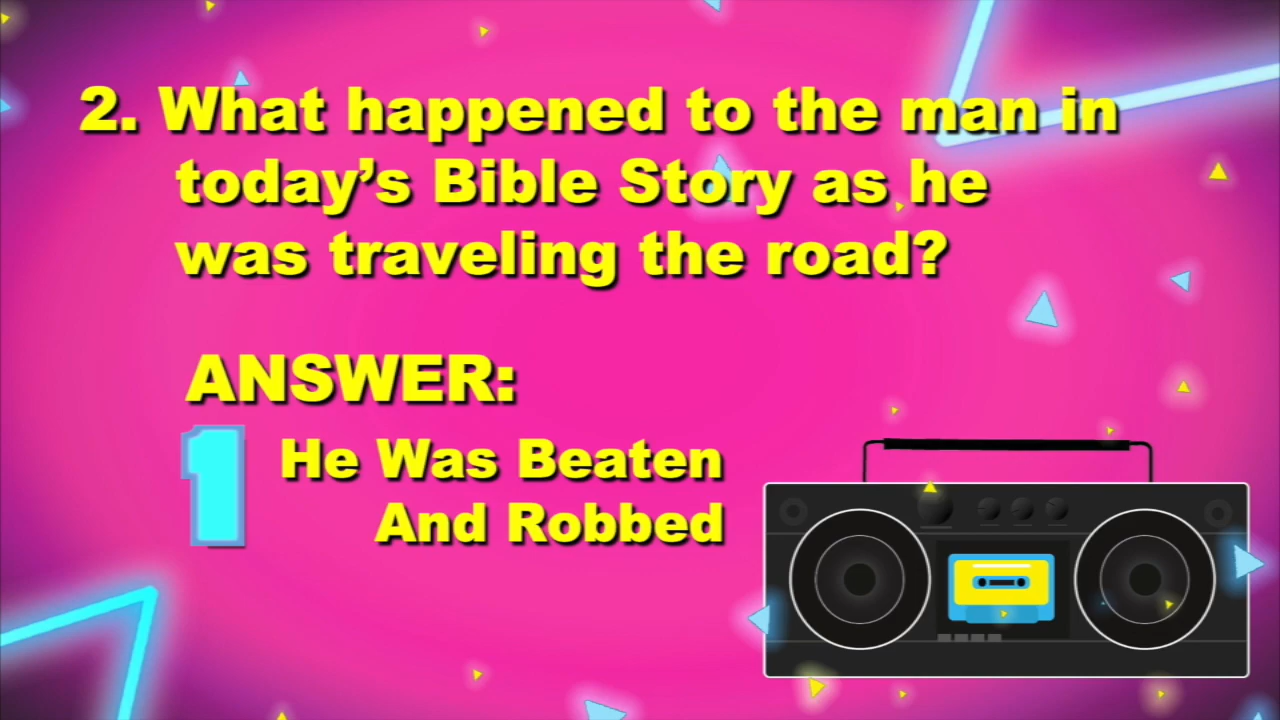 2. What happened to the man in
today’s Bible Story as he
was traveling the road?
ANSWER:
1 He Was Beaten
And Robbed